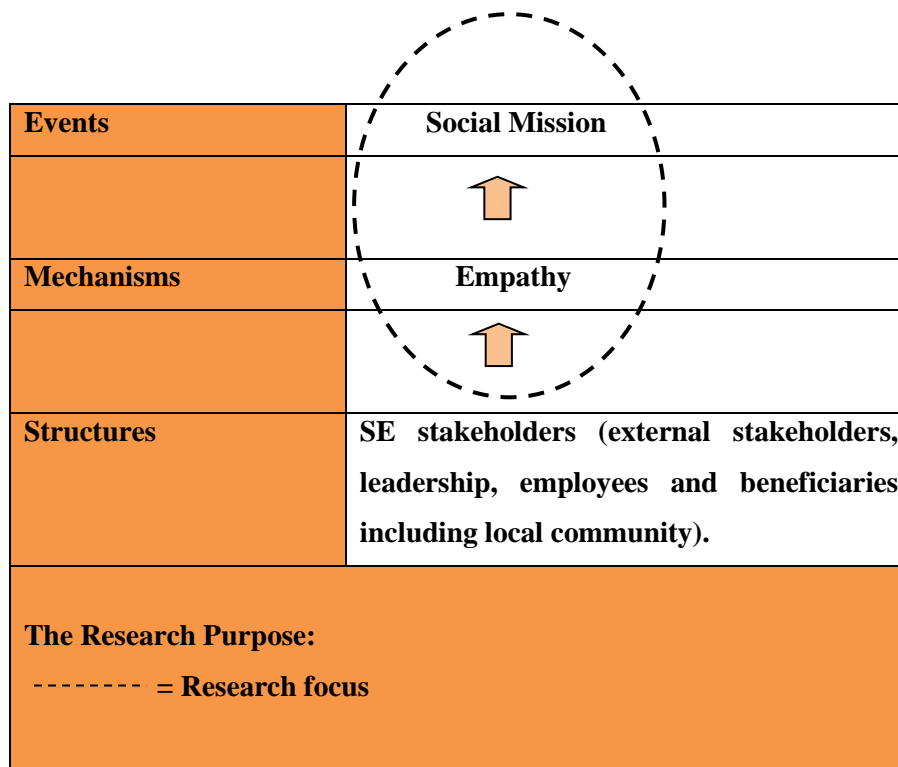 Events
Social Mission
Mechanisms
Empathy
Structures
SE stakeholders (external stakeholders,
leadership, employees and beneficiaries
including local community).
The Research Purpose:
--------- = Research focus